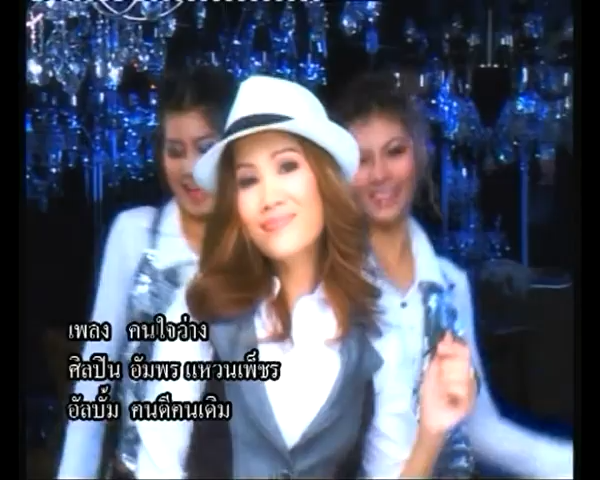 เพลง คนใจว่าง
ศิลปิน อัมพร แหวนเพ็ชร
อัลบั้ม คนดีคนเดิม